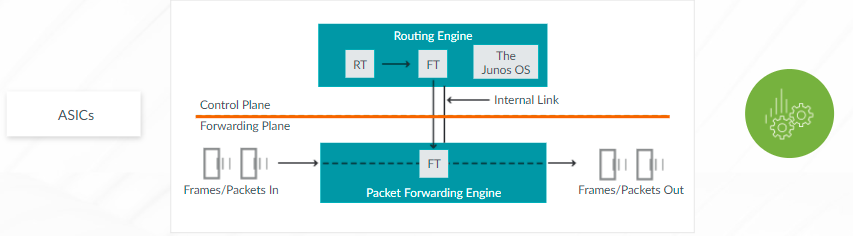 Routing Engine
RT
FT
The
Junos OS
Internal Link
Control Plane
Forwarding Plane
ASICs
FT
Frames/Packets In
Packet Forwarding Engine
Frames/Packets Out